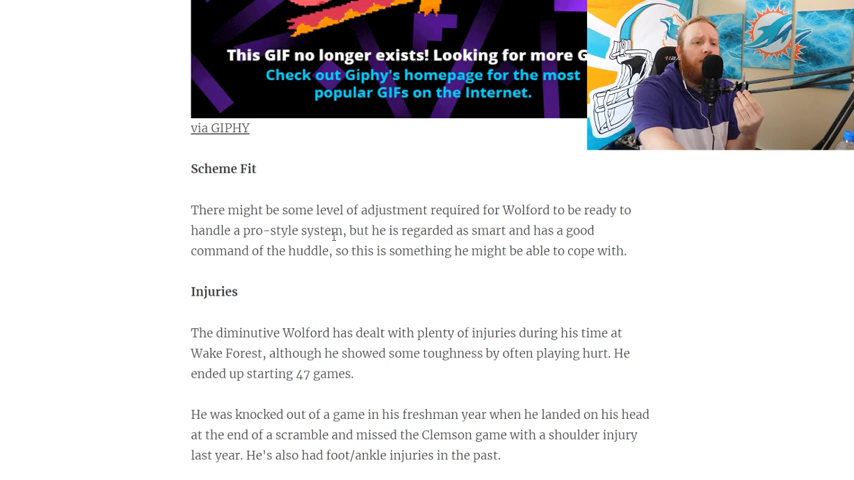 This GIF no longer exists! Looking for more G
Check out Giphy's homepage for the most
popular GIFs on the Internet.
via GIPHY
Scheme Fit
There might be some level of adjustment required for Wolford to be ready to
handle a pro-style system, but he is regarded as smart and has a good
command of the huddle, so this is something he might be able to cope with.
Injuries
The diminutive Wolford has dealt with plenty of injuries during his time at
Wake Forest, although he showed some toughness by often playing hurt. He
ended up starting 47 games.
He was knocked out of a game in his freshman year when he landed on his head
at the end of a scramble and missed the Clemson game with a shoulder injury
last year. He's also had foot/ankle injuries in the past.